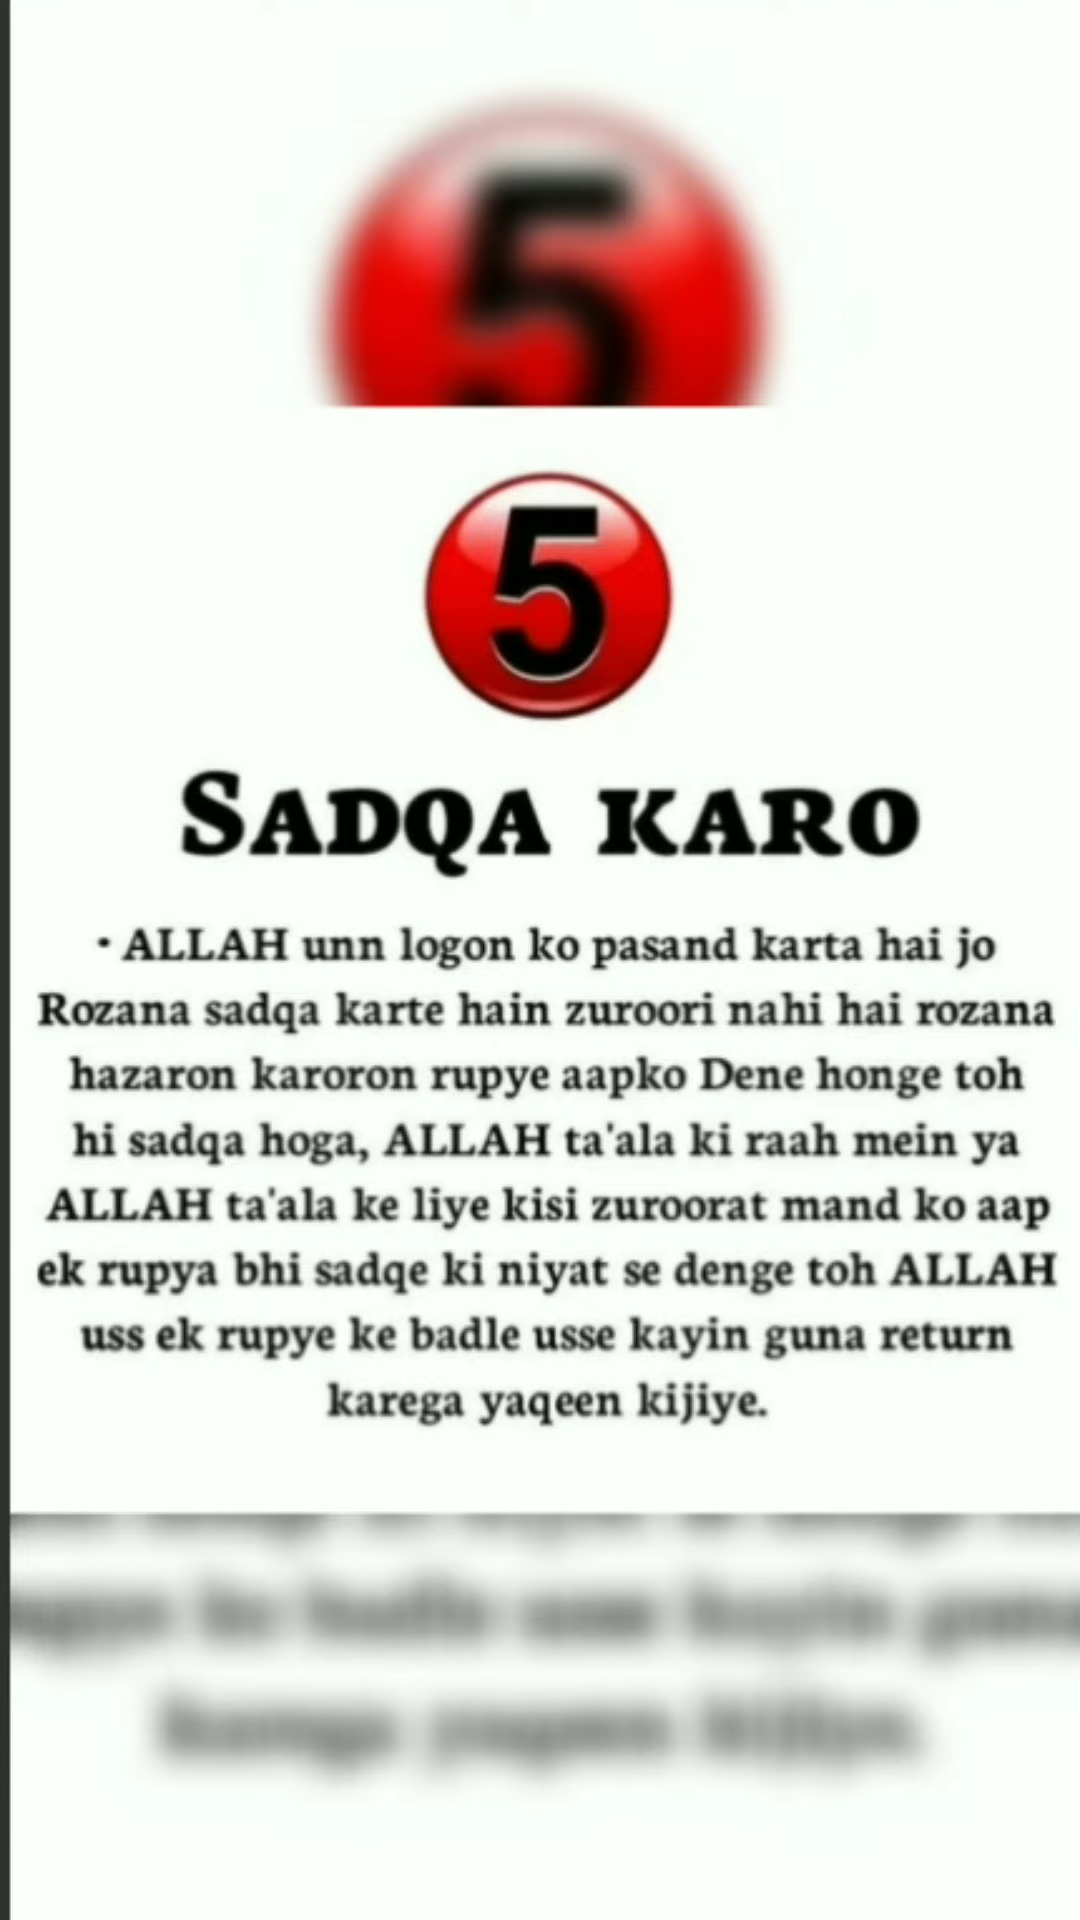 5
5
SADQA KARO
· ALLAH unn logon ko pasand karta hai jo
Rozana sadqa karte hain zuroori nahi hai rozana
hazaron karoron rupye aapko Dene honge toh
hi sadqa hoga, ALLAH ta'ala ki raah mein ya
ALLAH ta'ala ke liye kisi zuroorat mand ko aap
ek rupya bhi sadqe ki niyat se denge toh ALLAH
uss ek rupye ke badle usse kayin guna return
karega yaqeen kijiye.